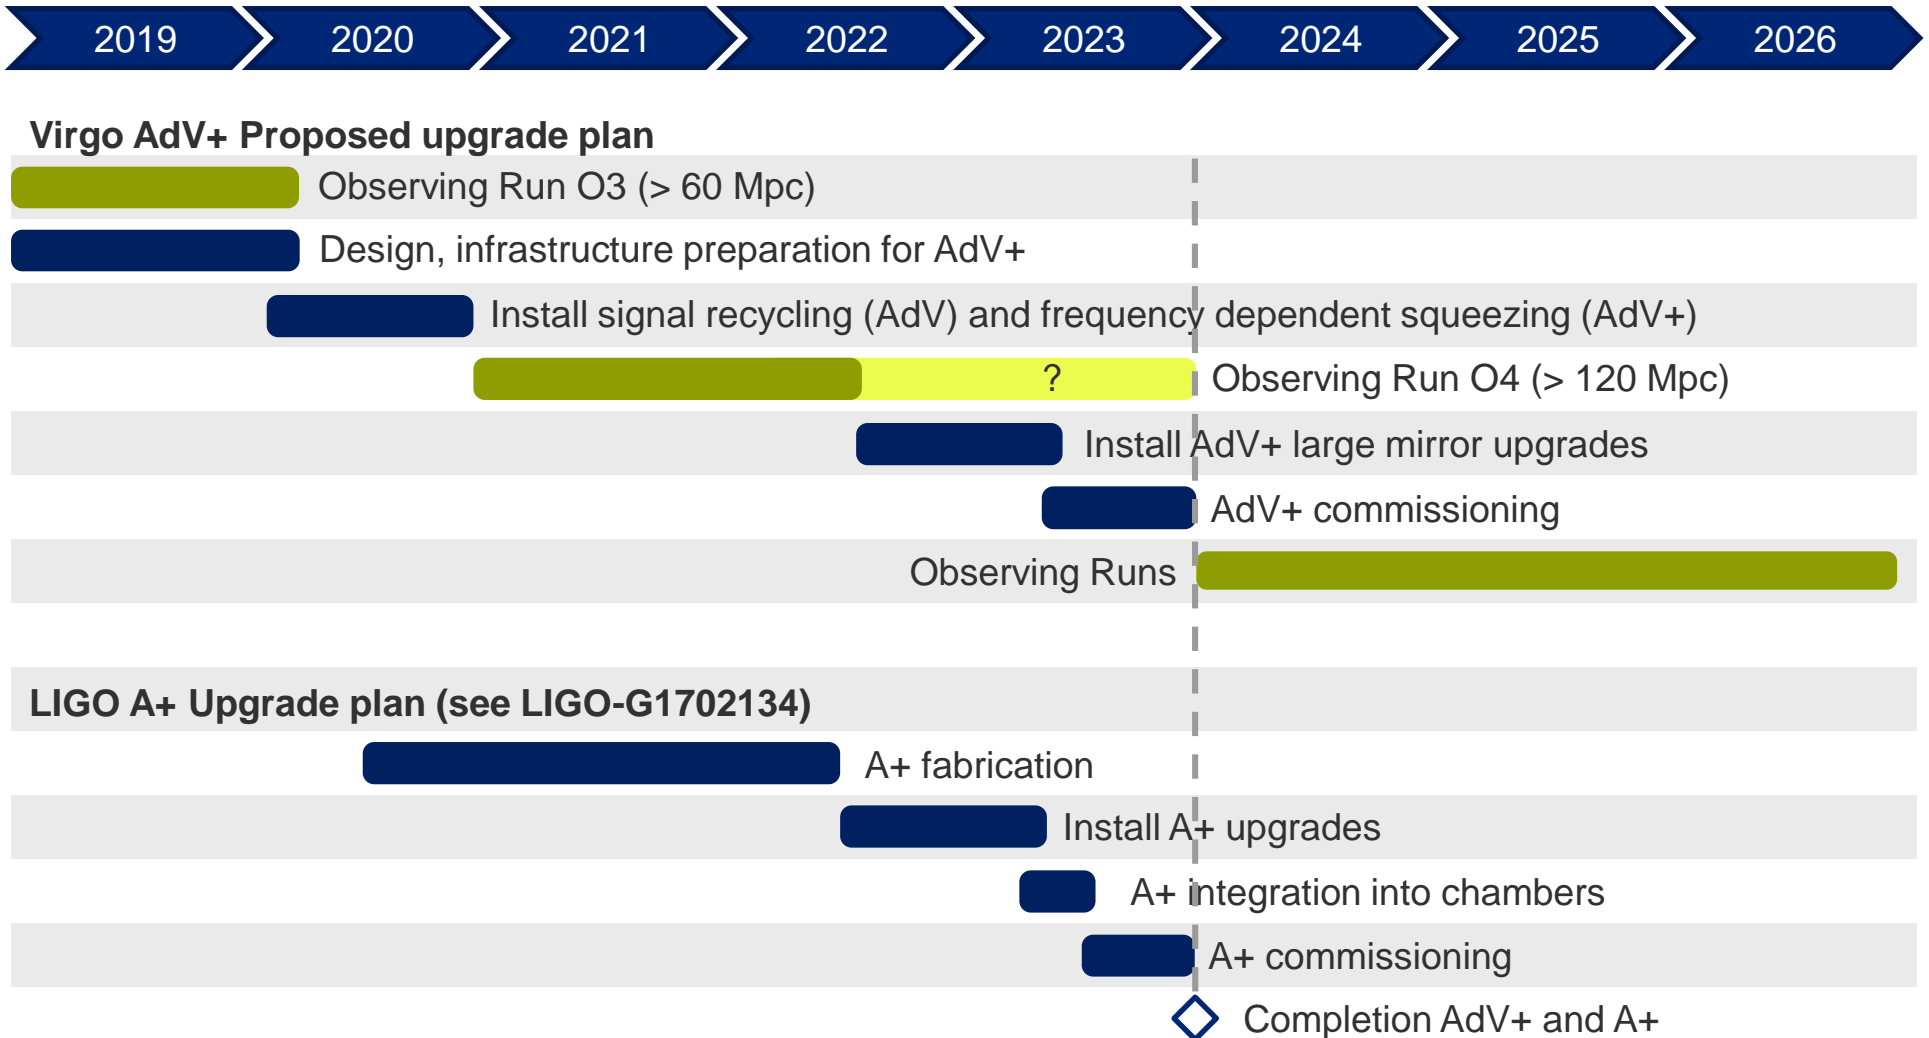 2019 2020 2021 2022 2023 2024 2025 2026
Virgo AdV+ Proposed upgrade plan
Observing Run O3 (> 60 Mpc)
Design, infrastructure preparation for AdV+
Install signal recycling (AdV) and frequency dependent squeezing (AdV+)
? Observing Run O4 (> 120 Mpc)
Install AdV+ large mirror upgrades
AdV+ commissioning
Observing Runs
LIGO A+ Upgrade plan (see LIGO-G1702134)
A+ fabrication
Install A+ upgrades
A+ integration into chambers
A+ commissioning
Completion AdV+ and A+